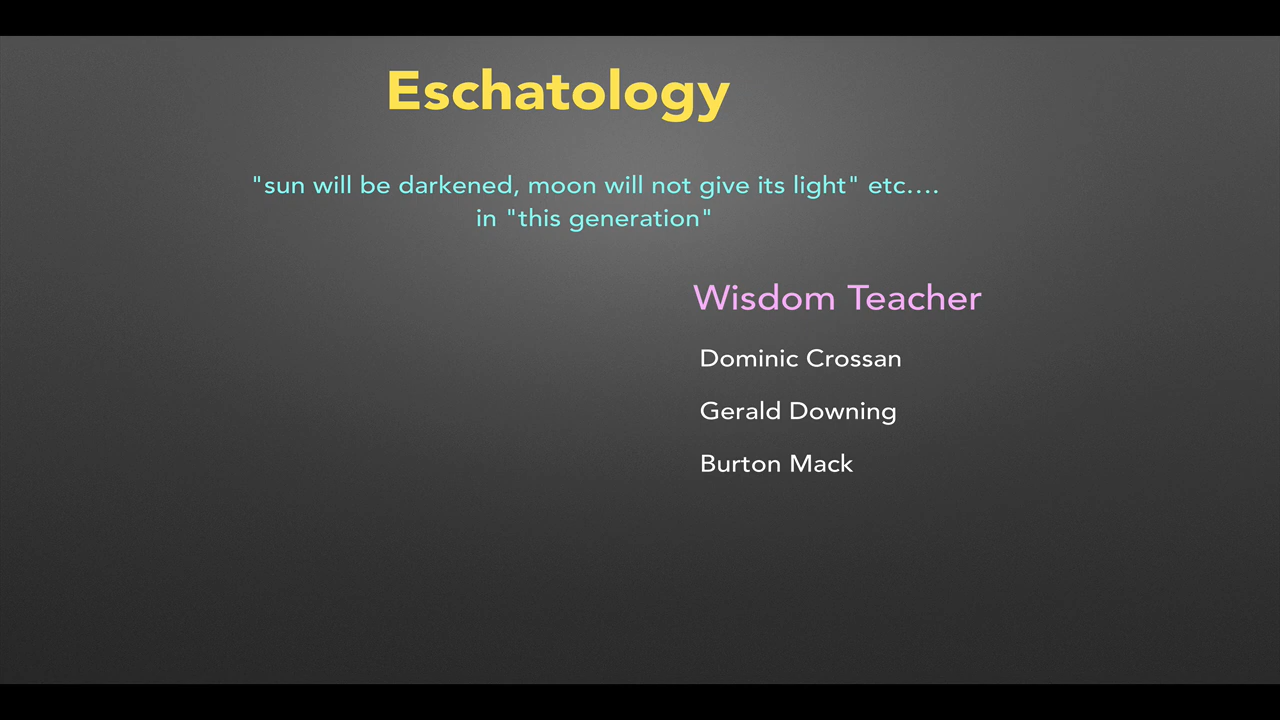 Eschatology
"sun will be darkened, moon will not give its light" etc....
in "this generation"
Wisdom Teacher
Dominic Crossan
Gerald Downing
Burton Mack